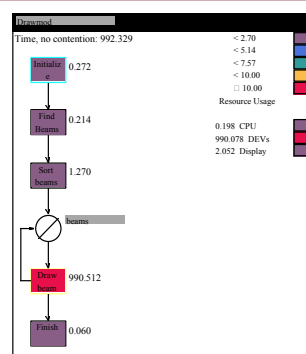 Drawmod
Time, no contention: 992.329
Initializ
e
0.272
Find
Beams
0.214
Sort
beams
1.270
beams
Draw
beam
990.512
Finish
0.060
< 2.70
< 5.14
< 7.57
< 10.00
□ 10.00
Resource Usage
0.198 CPU
990.078 DEVs
2.052 Display